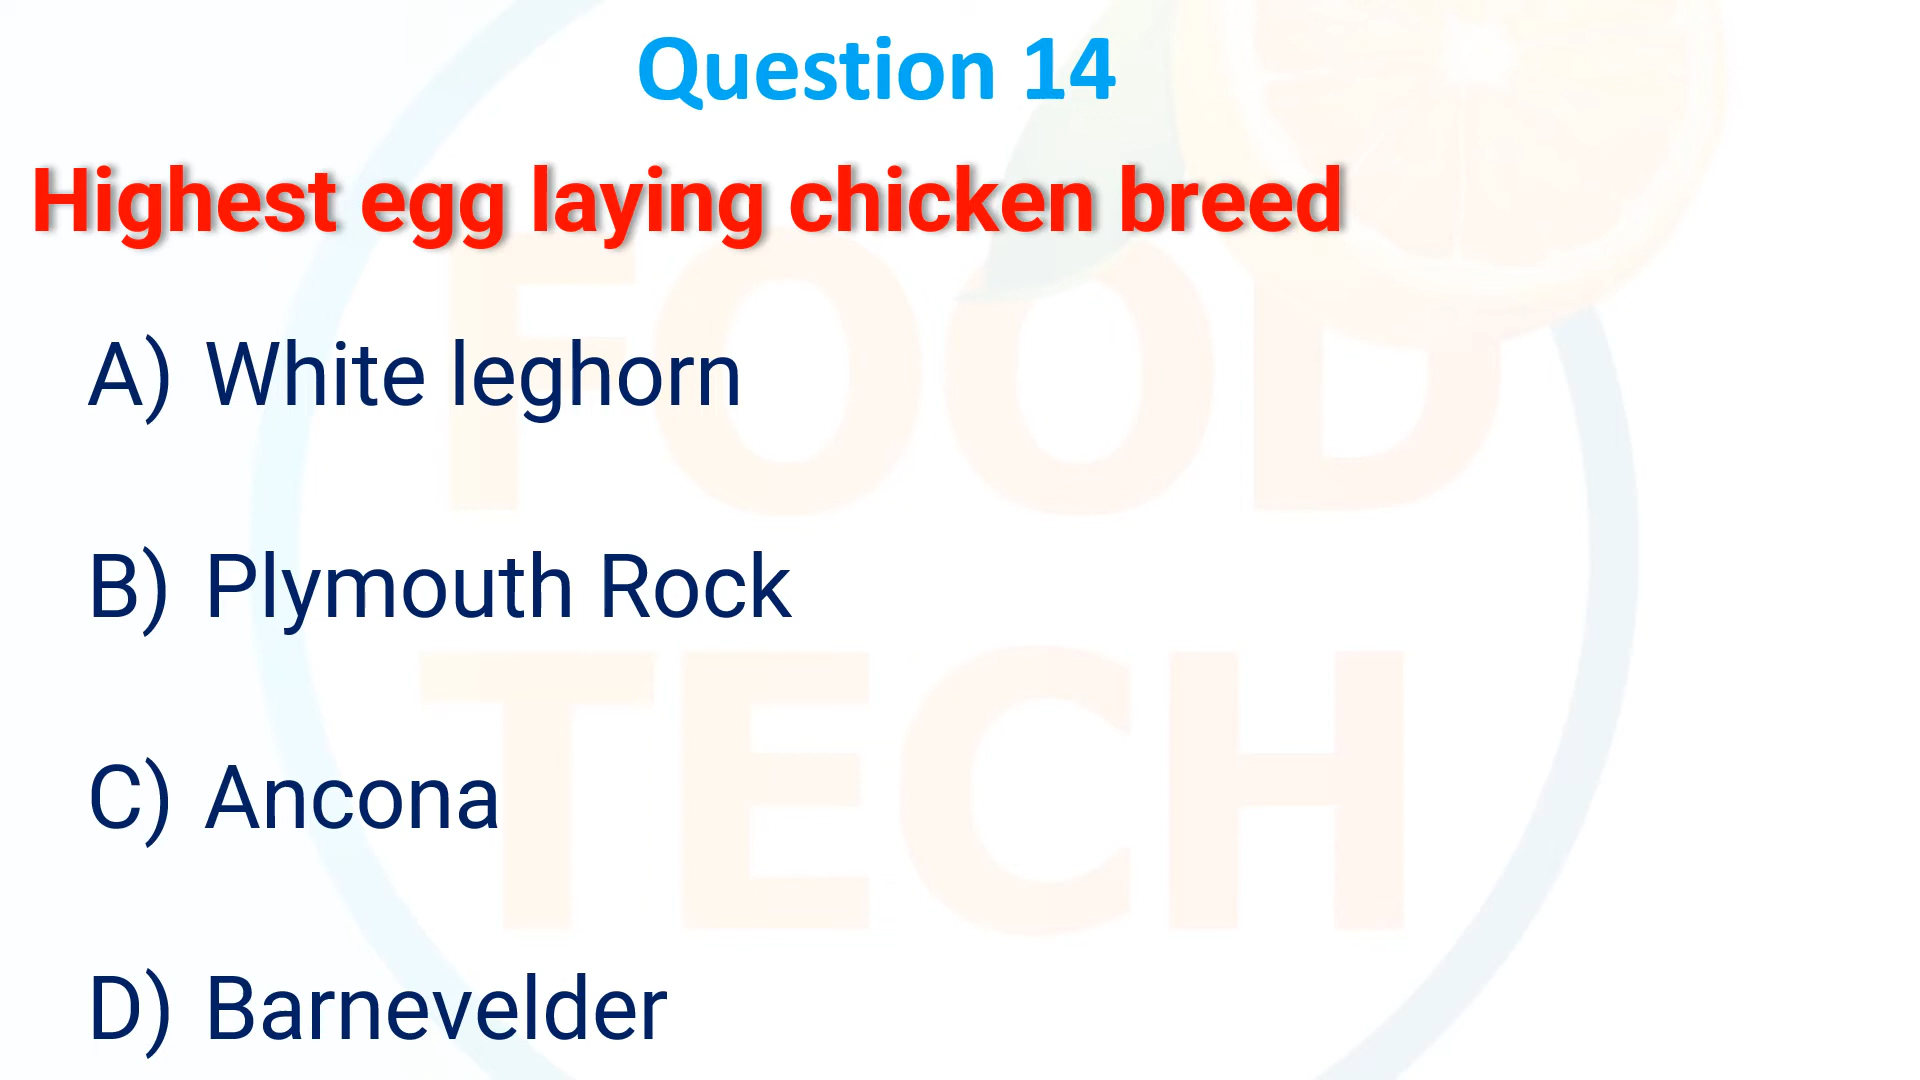 Question 14
Highest egg laying chicken breed
A) White leghorn
B) Plymouth Rock
C) Ancona
D) Barnevelder
FOOD
TECH